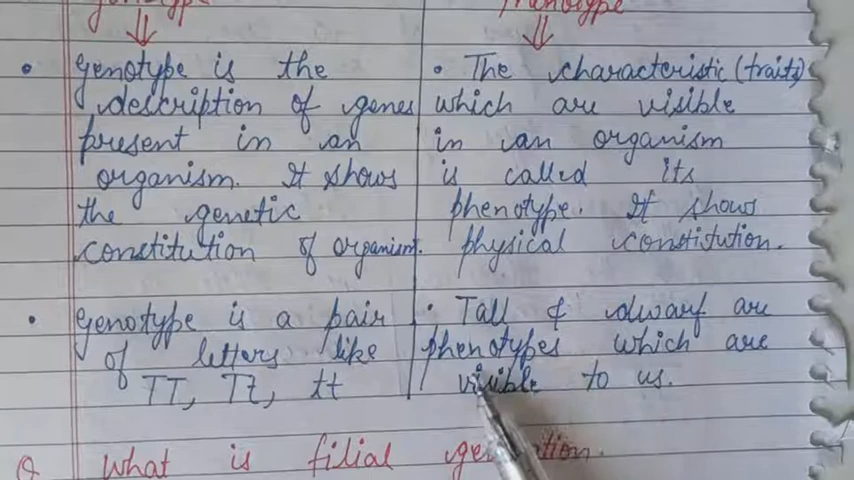 genotype is the
description of genes
present in an
organism. It shows
the genetic
constitution of organism.
genotype is a pair
of letters like
TT, Tt, tt
The characteristic (traits)
which are visible
in an organism
is called its
phenotype. It shows
physical constitution.
Tall & dwarf are
phenotypes which are
visible to us.
Q What is filial